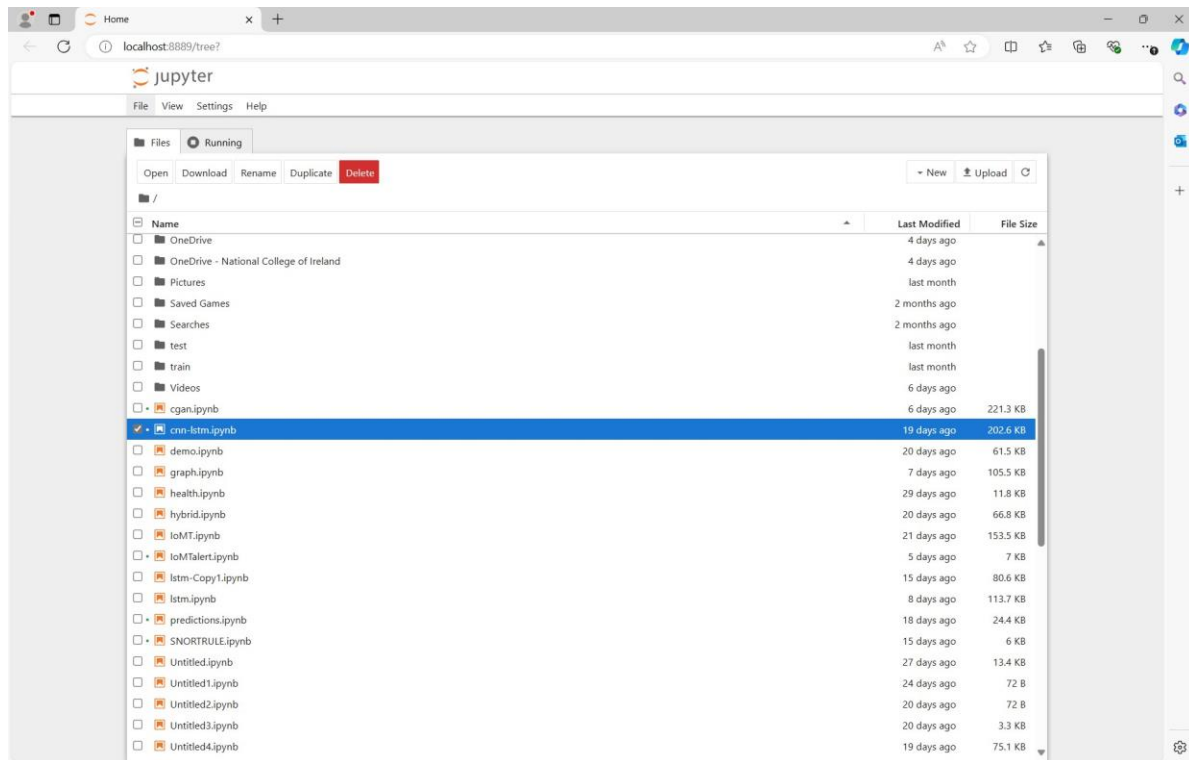 Home
localhost:8889/tree?
jupyter
File View Settings Help
Files Running
Open Download Rename Duplicate Delete New Upload
/
Name Last Modified File Size
OneDrive 4 days ago
OneDrive - National College of Ireland 4 days ago
Pictures last month
Saved Games 2 months ago
Searches 2 months ago
test last month
train last month
Videos 6 days ago
cgan.ipynb 6 days ago 221.3 KB
cnn-lstm.ipynb 19 days ago 202.6 KB
demo.ipynb 20 days ago 61.5 KB
graph.ipynb 7 days ago 105.5 KB
health.ipynb 29 days ago 11.8 KB
hybrid.ipynb 20 days ago 66.8 KB
IoMT.ipynb 21 days ago 153.5 KB
IoMTalert.ipynb 5 days ago 7 KB
lstm-Copy1.ipynb 15 days ago 80.6 KB
lstm.ipynb 8 days ago 113.7 KB
predictions.ipynb 18 days ago 24.4 KB
SNORTRULE.ipynb 15 days ago 6 KB
Untitled.ipynb 27 days ago 13.4 KB
Untitled1.ipynb 24 days ago 72 B
Untitled2.ipynb 20 days ago 72 B
Untitled3.ipynb 20 days ago 3.3 KB
Untitled4.ipynb 19 days ago 75.1 KB